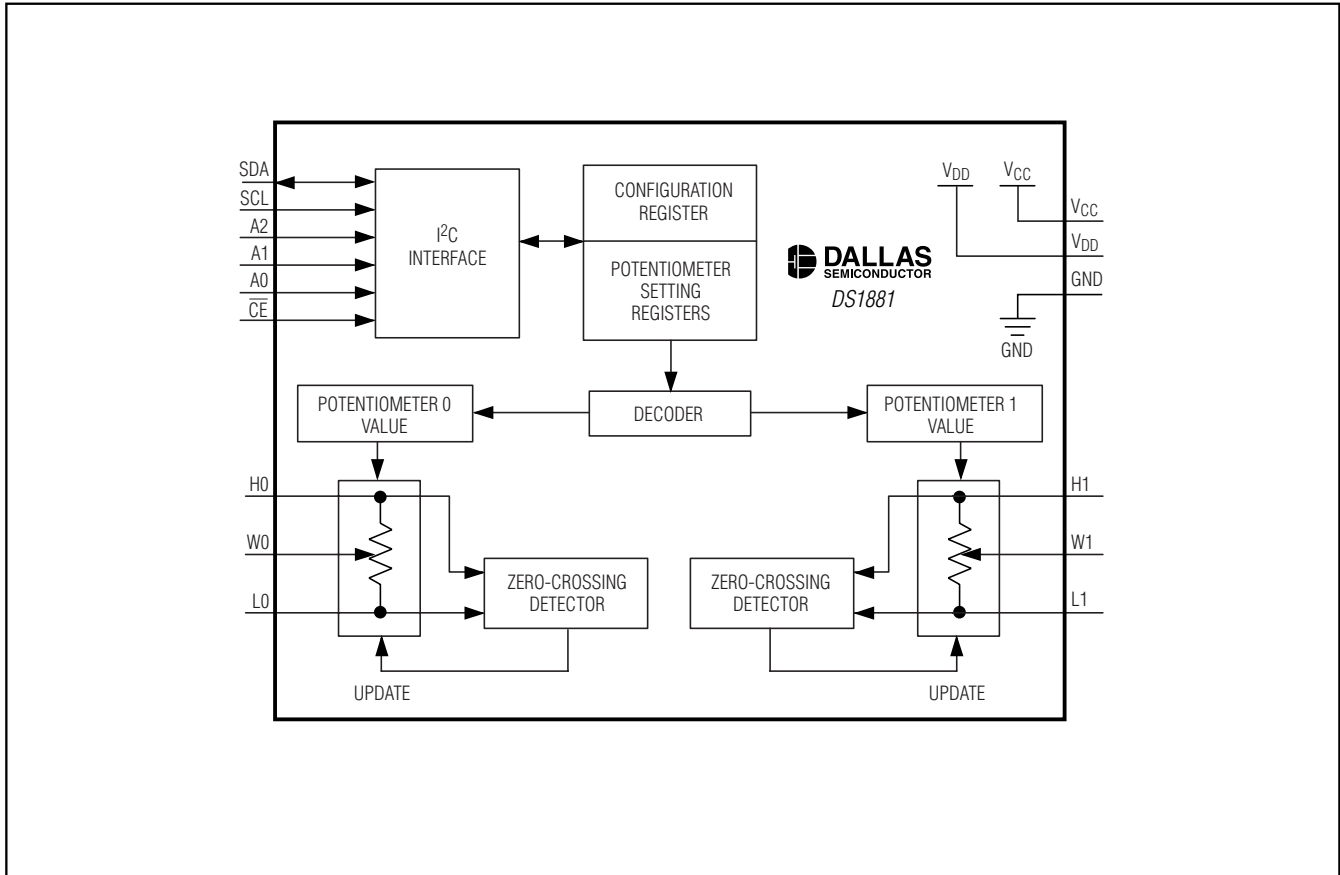 SDA
SCL
A2
A1
A0
CE
I²C
INTERFACE
CONFIGURATION
REGISTER
POTENTIOMETER
SETTING
REGISTERS
DALLAS
SEMICONDUCTOR
DS1881
VDD
VCC
VCC
VDD
GND
GND
POTENTIOMETER 0
VALUE
DECODER
POTENTIOMETER 1
VALUE
H0
W0
L0
ZERO-CROSSING
DETECTOR
UPDATE
ZERO-CROSSING
DETECTOR
UPDATE
H1
W1
L1